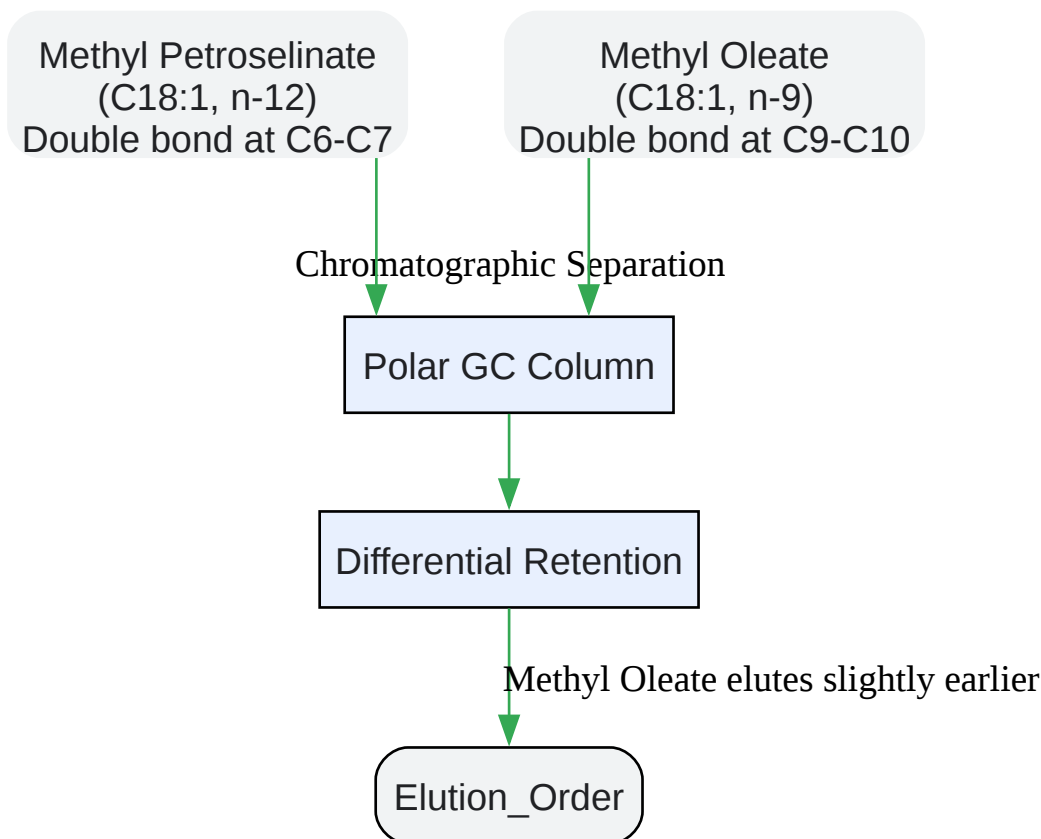 Methyl Petroselinate
(C18:1, n-12)
Double bond at C6-C7
Methyl Oleate
(C18:1, n-9)
Double bond at C9-C10
Chromatographic Separation
Polar GC Column
Differential Retention
Methyl Oleate elutes slightly earlier
Elution_Order